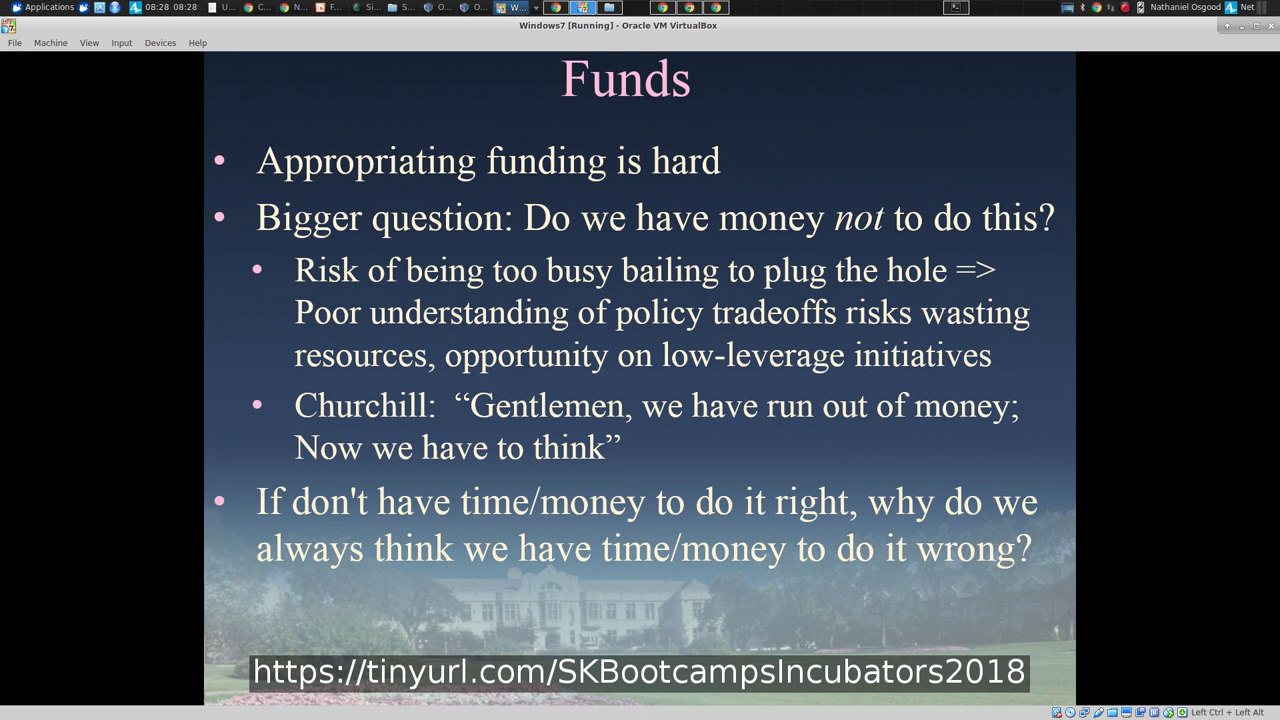 Applications 28 28 08:28 08:28 U... C... N... F... Si... S... O... O... W... Nathaniel Osgood Net
Windows7 [Running] - Oracle VM VirtualBox
File Machine View Input Devices Help
Funds
• Appropriating funding is hard
• Bigger question: Do we have money not to do this?
• Risk of being too busy bailing to plug the hole =>
Poor understanding of policy tradeoffs risks wasting
resources, opportunity on low-leverage initiatives
• Churchill: “Gentlemen, we have run out of money;
Now we have to think”
• If don't have time/money to do it right, why do we
always think we have time/money to do it wrong?
https://tinyurl.com/SKBootcampsIncubators2018
Left Ctrl + Left Alt